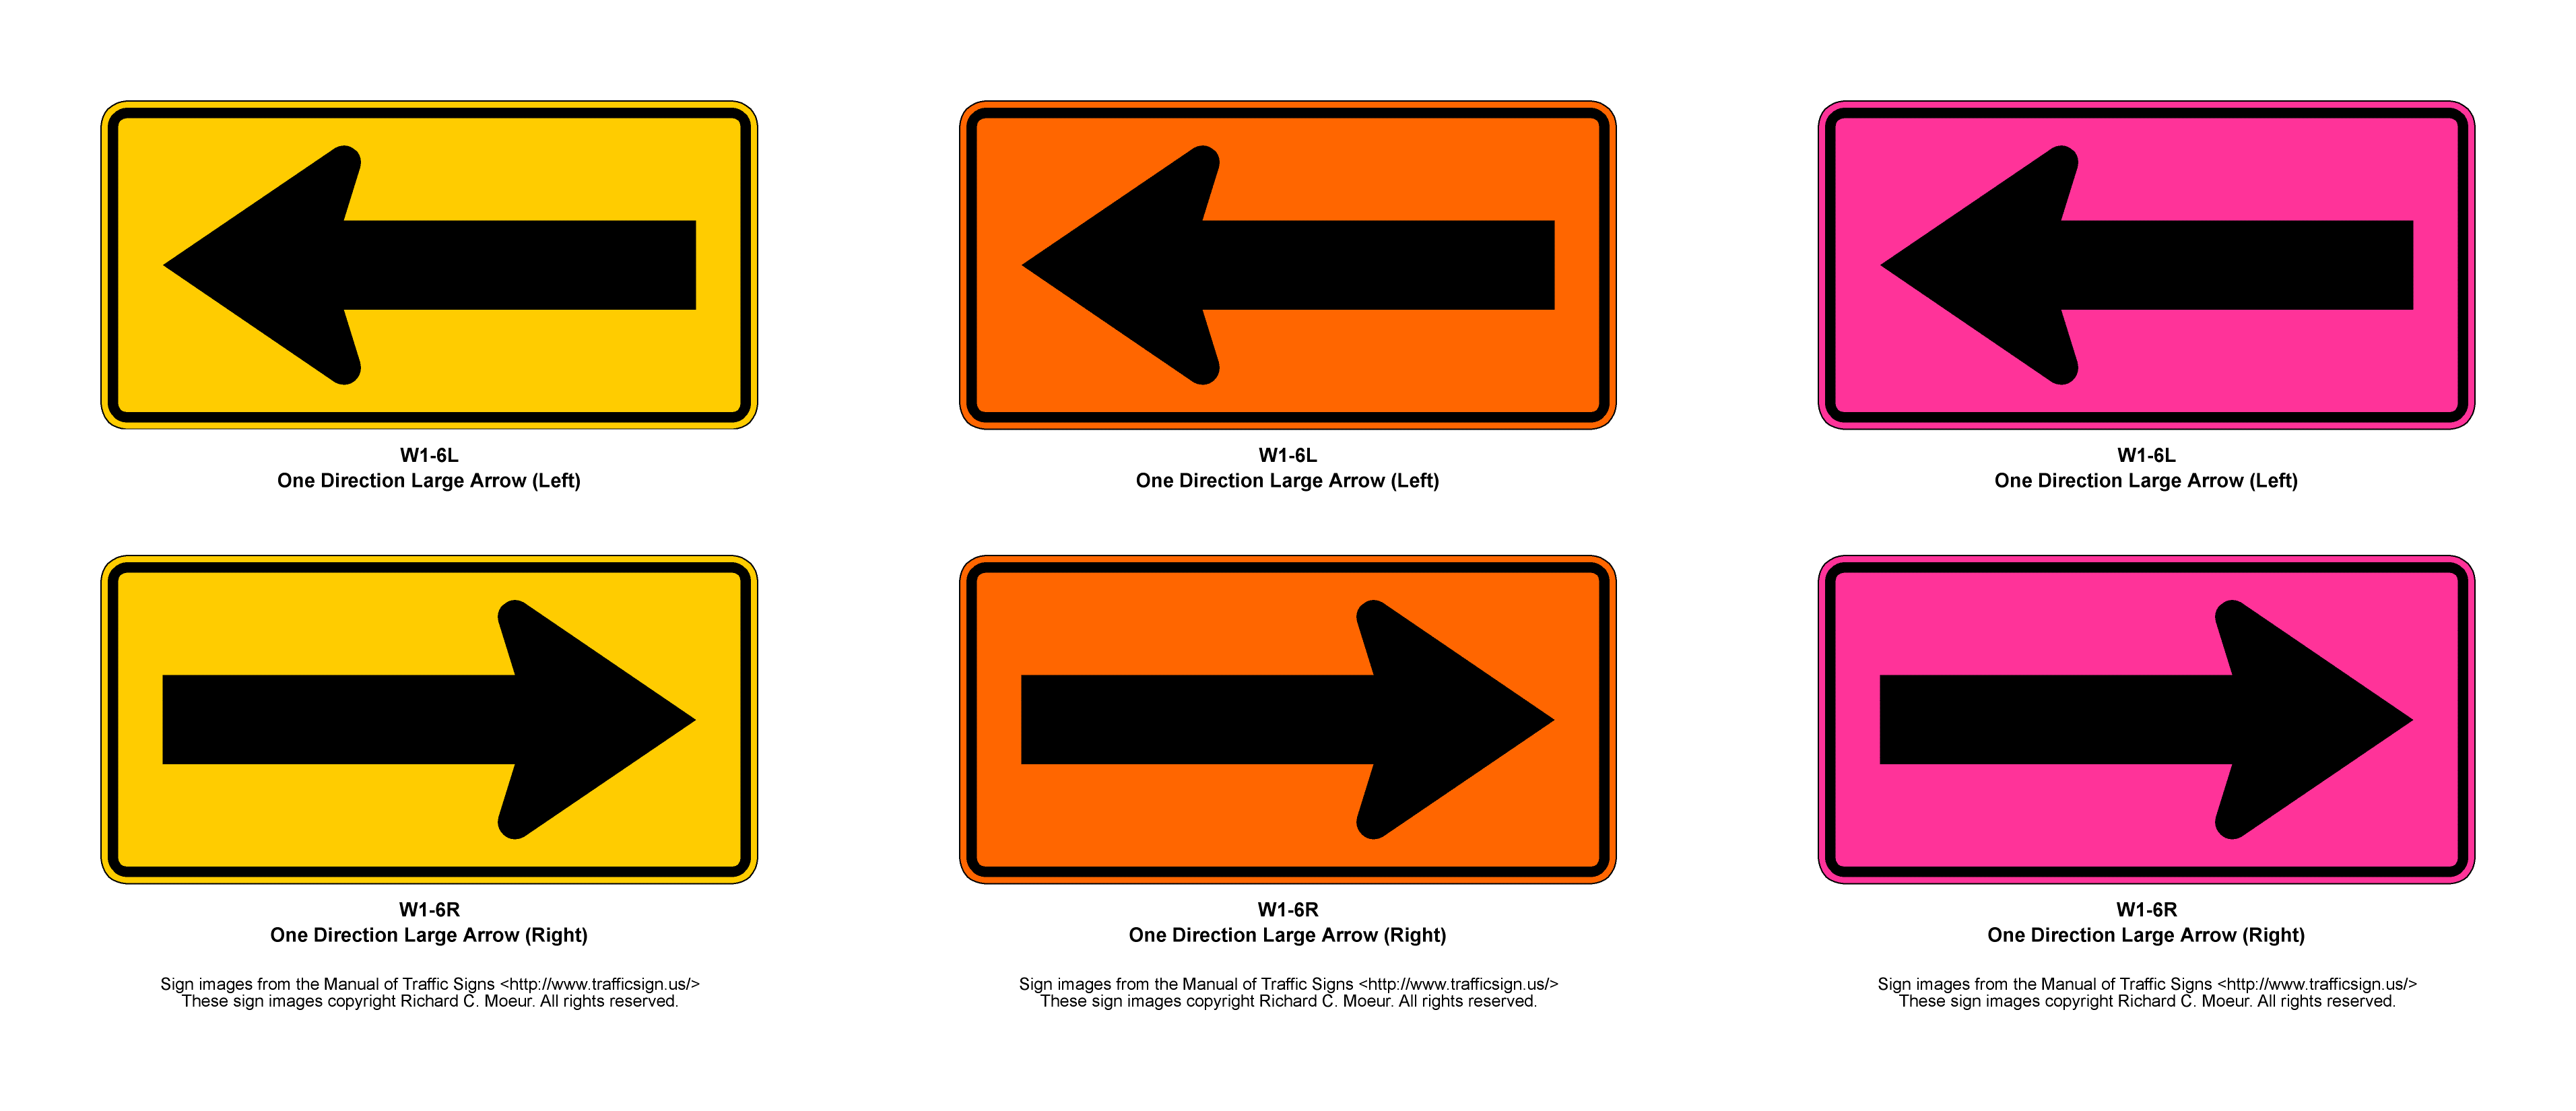 W1-6L
One Direction Large Arrow (Left)
W1-6L
One Direction Large Arrow (Left)
W1-6L
One Direction Large Arrow (Left)
W1-6R
One Direction Large Arrow (Right)
W1-6R
One Direction Large Arrow (Right)
W1-6R
One Direction Large Arrow (Right)
Sign images from the Manual of Traffic Signs <http://www.trafficsign.us/>
These sign images copyright Richard C. Moeur. All rights reserved.
Sign images from the Manual of Traffic Signs <http://www.trafficsign.us/>
These sign images copyright Richard C. Moeur. All rights reserved.
Sign images from the Manual of Traffic Signs <http://www.trafficsign.us/>
These sign images copyright Richard C. Moeur. All rights reserved.